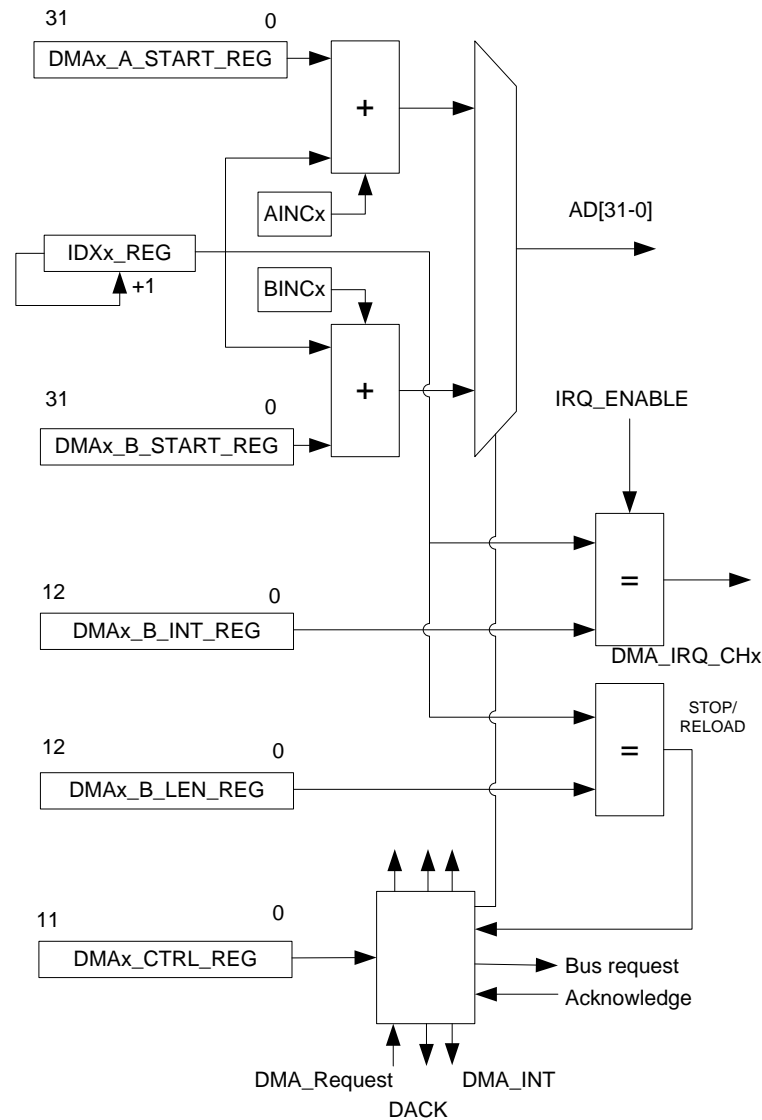 31 0
DMAx_A_START_REG
+
AINCx
AD[31-0]
IDXx_REG
+1
BINCx
+
31 0
IRQ_ENABLE
DMAx_B_START_REG
=
12 0
DMAx_B_INT_REG
DMA_IRQ_CHx
STOP/
RELOAD
=
12 0
DMAx_B_LEN_REG
11 0
DMAx_CTRL_REG
Bus request
Acknowledge
DMA_Request DMA_INT
DACK